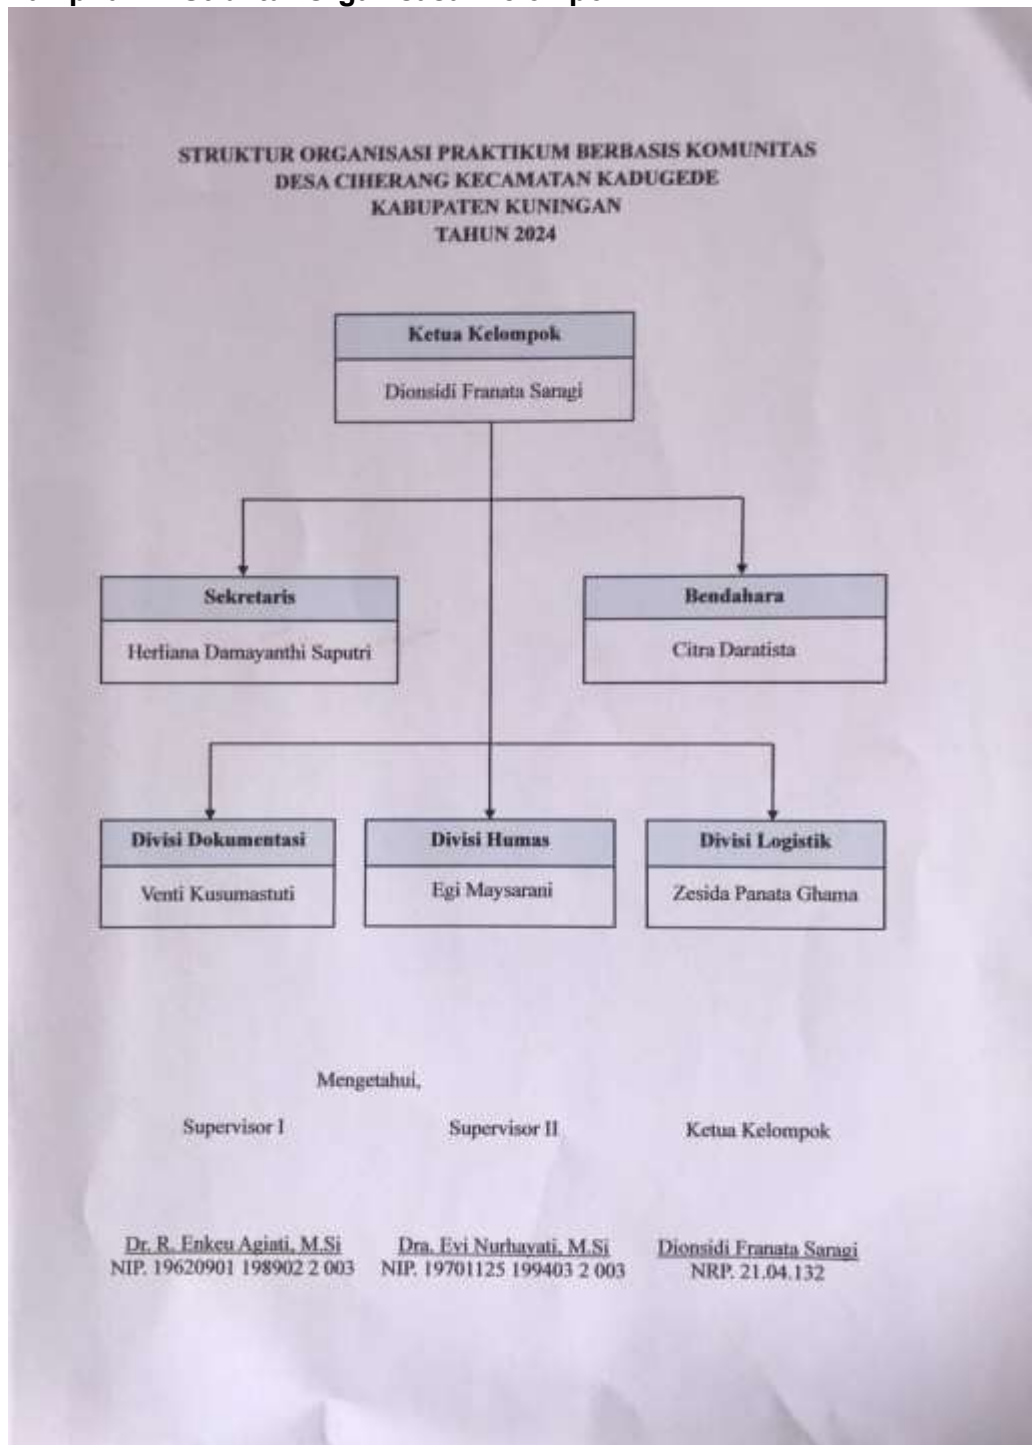 STRUKTUR ORGANISASI PRAKTIKUM BERBASIS KOMUNITAS
DESA CIHERANG KECAMATAN KADUGEDE
KABUPATEN KUNINGAN
TAHUN 2024
Ketua Kelompok
Dionsidi Franata Saragi
Sekretaris
Herliana Damayanthi Saputri
Bendahara
Citra Daratista
Divisi Dokumentasi
Venti Kusumastuti
Divisi Humas
Egi Maysarani
Divisi Logistik
Zesida Panata Ghama
Mengetahui,
Supervisor I
Supervisor II
Ketua Kelompok
Dr. R. Enkeu Agiati, M.Si
NIP. 19620901 198902 2 003
Dra. Evi Nurhayati, M.Si
NIP. 19701125 199403 2 003
Dionsidi Franata Saragi
NRP. 21.04.132